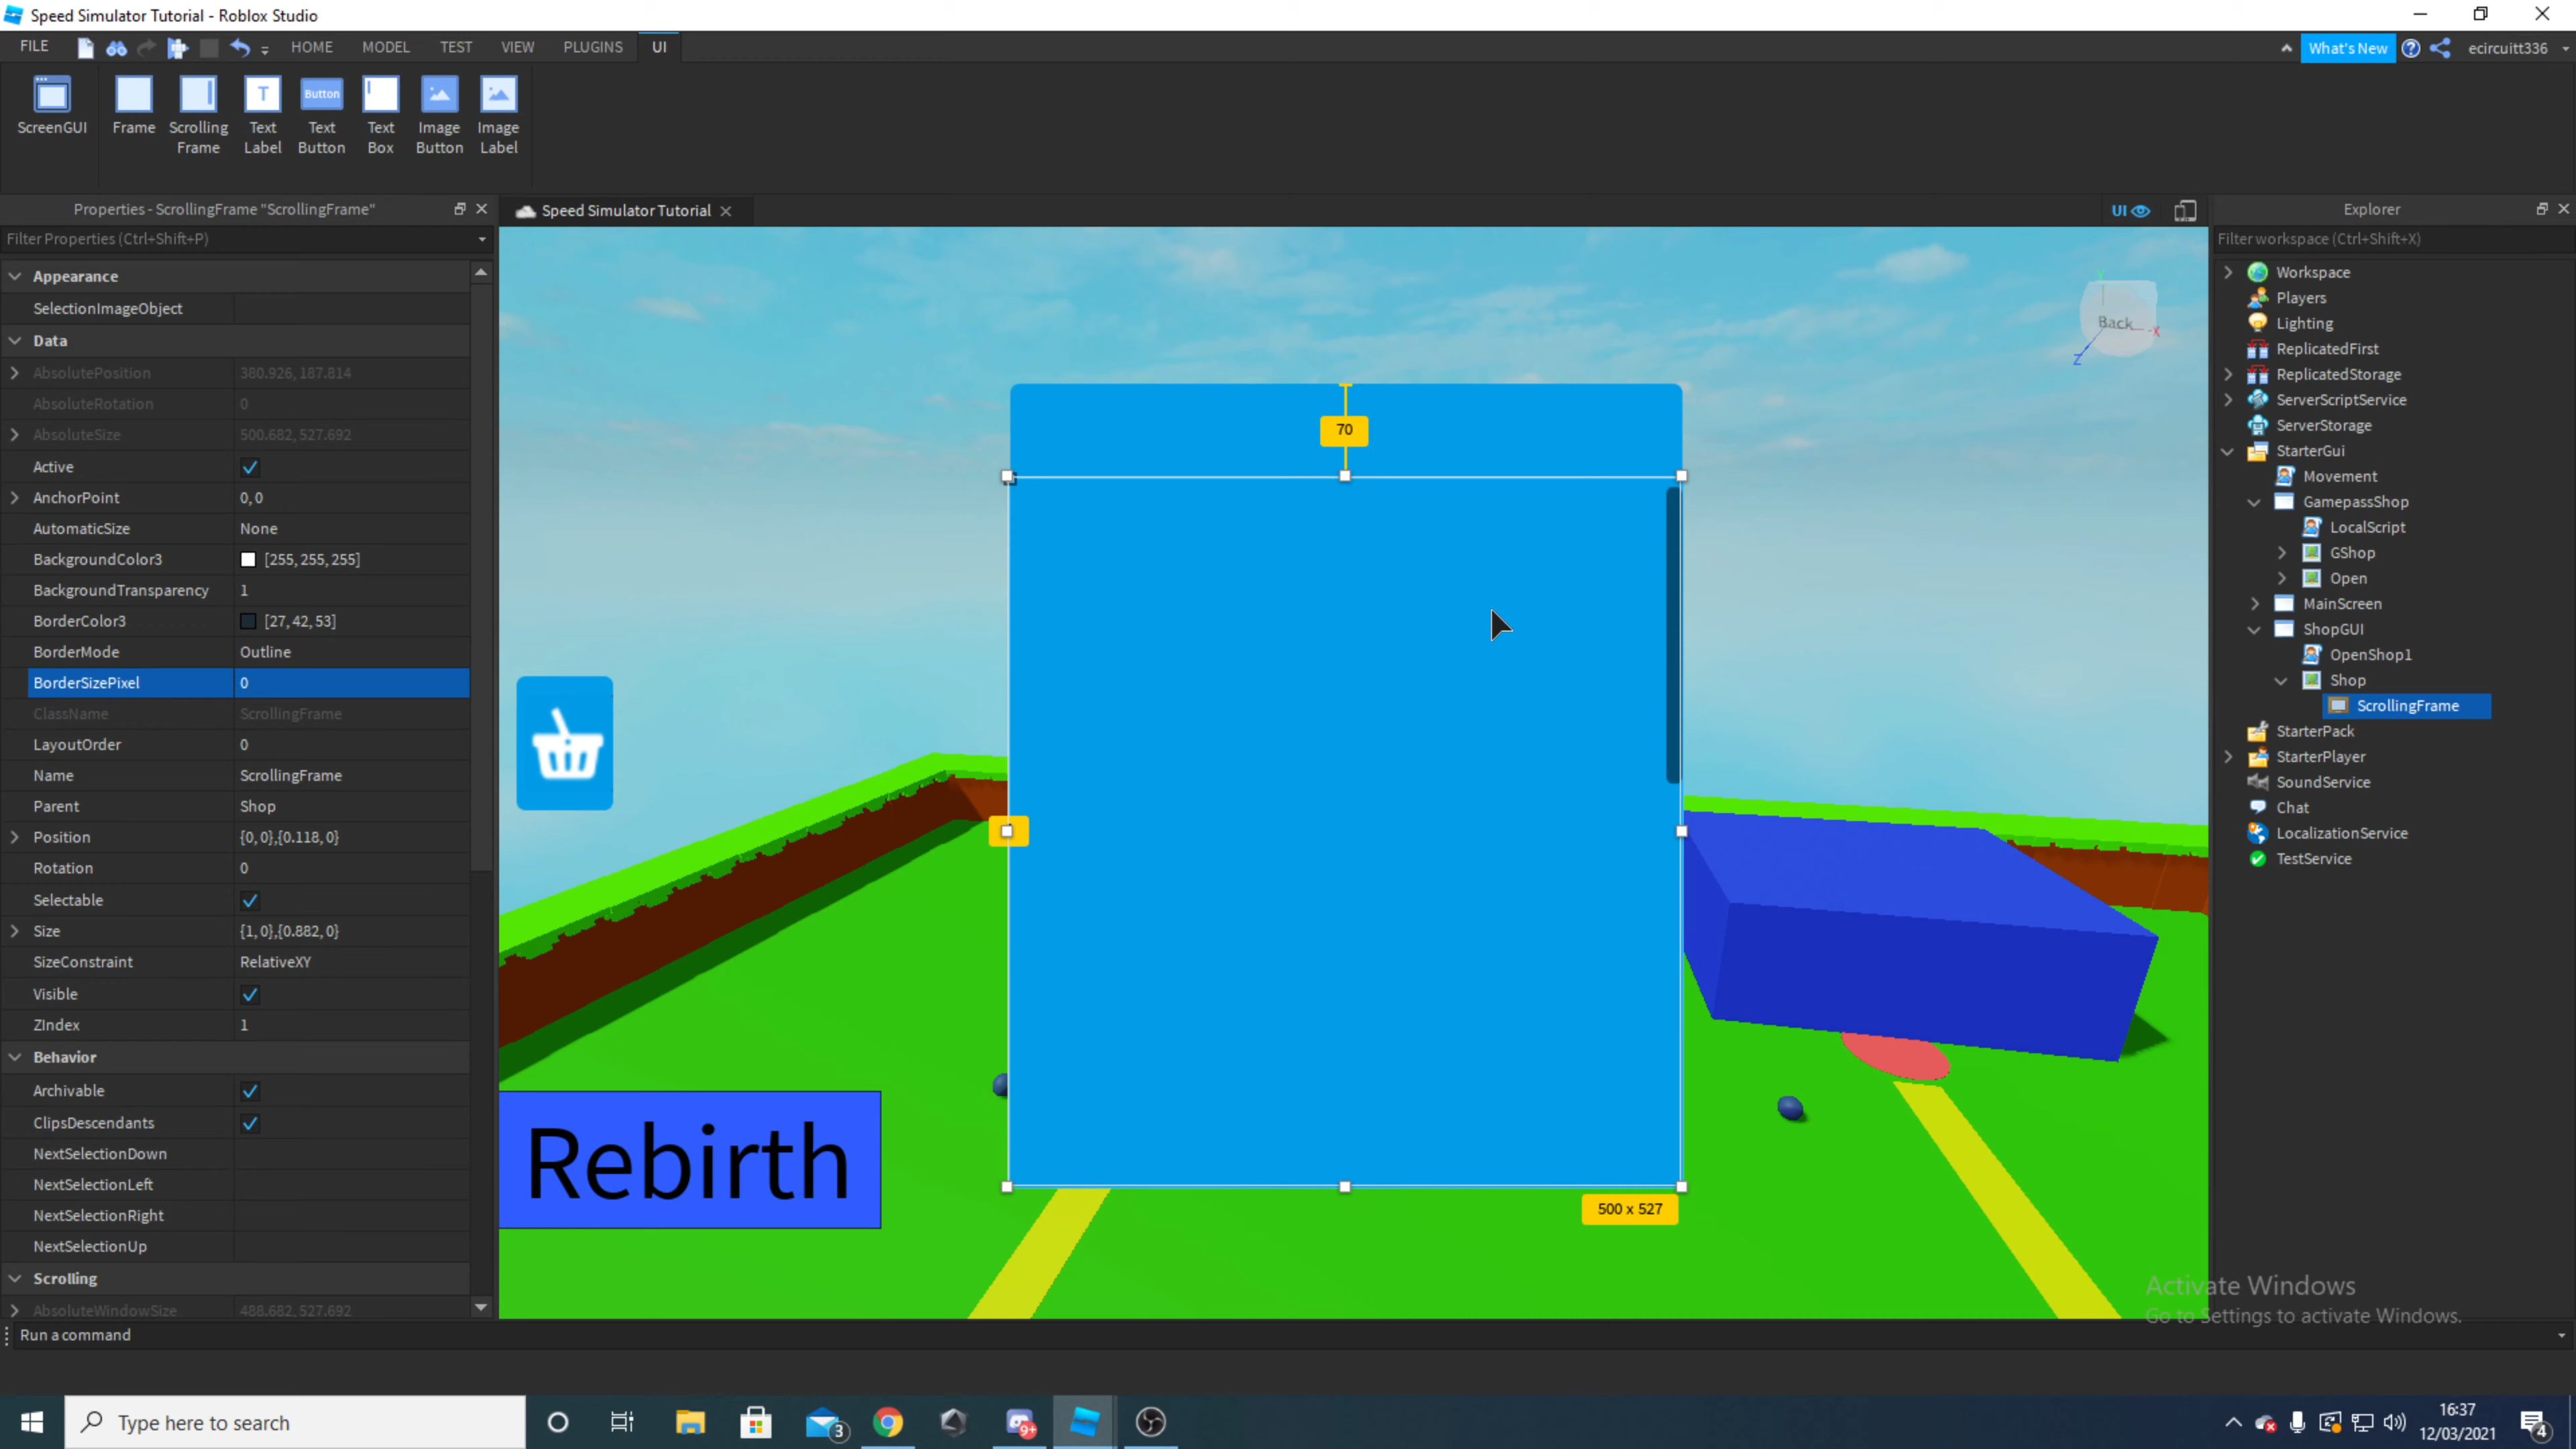 Speed Simulator Tutorial - Roblox Studio
FILE HOME MODEL TEST VIEW PLUGINS UI What's New ecircuitt336
ScreenGUI
Frame
Scrolling Frame
Text Label
Button
Text Button
Text Box
Image Button
Image Label
Properties - ScrollingFrame "ScrollingFrame"
Filter Properties (Ctrl+Shift+P)
Appearance
SelectionImageObject
Data
AbsolutePosition 380.926, 187.814
AbsoluteRotation 0
AbsoluteSize 500.682, 527.692
Active
AnchorPoint 0, 0
AutomaticSize None
BackgroundColor3 [255, 255, 255]
BackgroundTransparency 1
BorderColor3 [27, 42, 53]
BorderMode Outline
BorderSizePixel 0
ClassName ScrollingFrame
LayoutOrder 0
Name ScrollingFrame
Parent Shop
Position {0, 0},{0.118, 0}
Rotation 0
Selectable
Size {1, 0},{0.882, 0}
SizeConstraint RelativeXY
Visible
ZIndex 1
Behavior
Archivable
ClipsDescendants
NextSelectionDown
NextSelectionLeft
NextSelectionRight
NextSelectionUp
Scrolling
AbsoluteWindowSize 488.682, 527.692
Speed Simulator Tutorial
UI
Back
Y
-X
Z
70
500 x 527
Rebirth
Explorer
Filter workspace (Ctrl+Shift+X)
Workspace
Players
Lighting
ReplicatedFirst
ReplicatedStorage
ServerScriptService
ServerStorage
StarterGui
Movement
GamepassShop
LocalScript
GShop
Open
MainScreen
ShopGUI
OpenShop1
Shop
ScrollingFrame
StarterPack
StarterPlayer
SoundService
Chat
LocalizationService
TestService
Activate Windows
Go to Settings to activate Windows.
Run a command
Type here to search
3
9+
16:37
12/03/2021
4